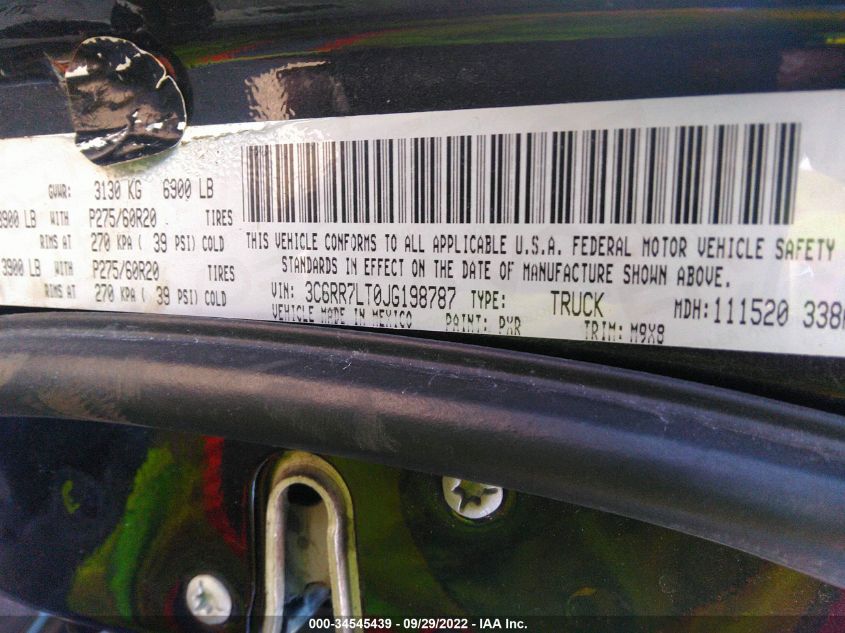 GVWR: 3130 KG 6900 LB
3900 LB WITH P275/60R20 TIRES
RIMS AT 270 KPA ( 39 PSI) COLD
3900 LB WITH P275/60R20 TIRES
RIMS AT 270 KPA ( 39 PSI) COLD
THIS VEHICLE CONFORMS TO ALL APPLICABLE U.S.A. FEDERAL MOTOR VEHICLE SAFETY
STANDARDS IN EFFECT ON THE DATE OF MANUFACTURE SHOWN ABOVE.
VIN: 3C6RR7LT0JG198787 TYPE: TRUCK MDH: 111520 338
VEHICLE MADE IN MEXICO PAINT: PXR TRIM: M9X8
000-34545439 - 09/29/2022 - IAA Inc.